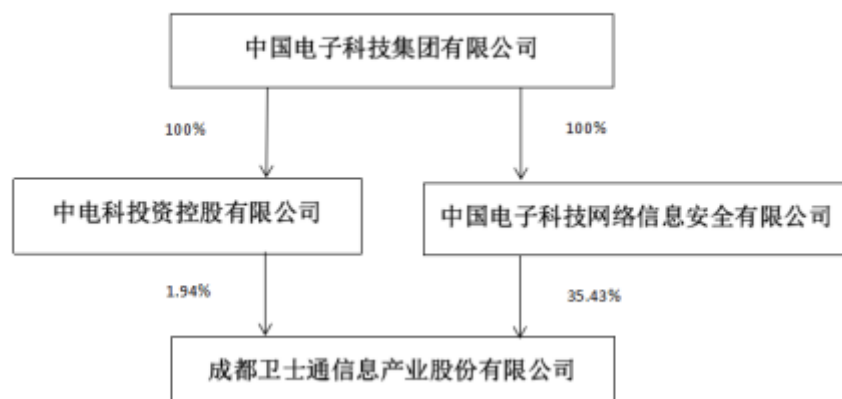 中国电子科技集团有限公司
100%
100%
中电科投资控股有限公司
中国电子科技网络信息安全有限公司
1.94%
35.43%
成都卫士通信息产业股份有限公司